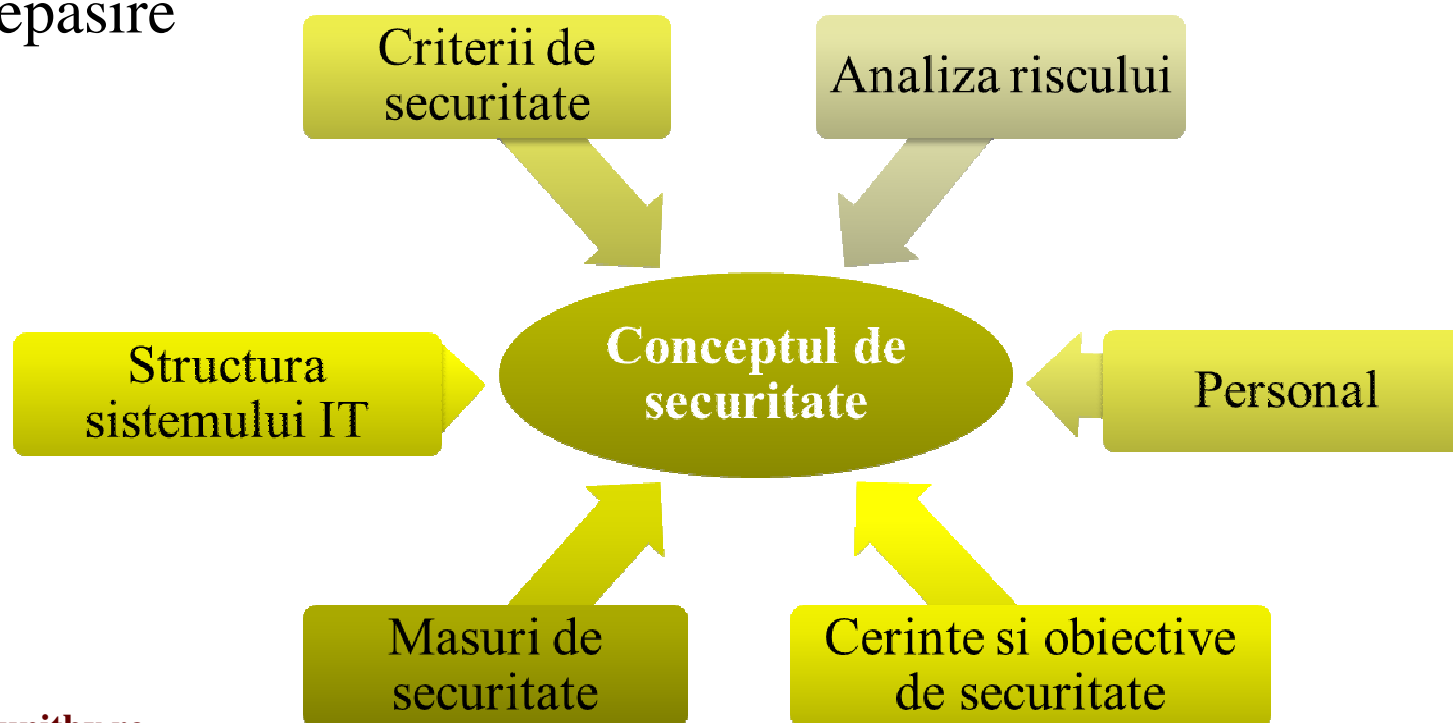 epasire
Criterii de
securitate
Analiza riscului
Structura
sistemului IT
Conceptul de
securitate
Personal
Masuri de
securitate
Cerinte si obiective
de securitate